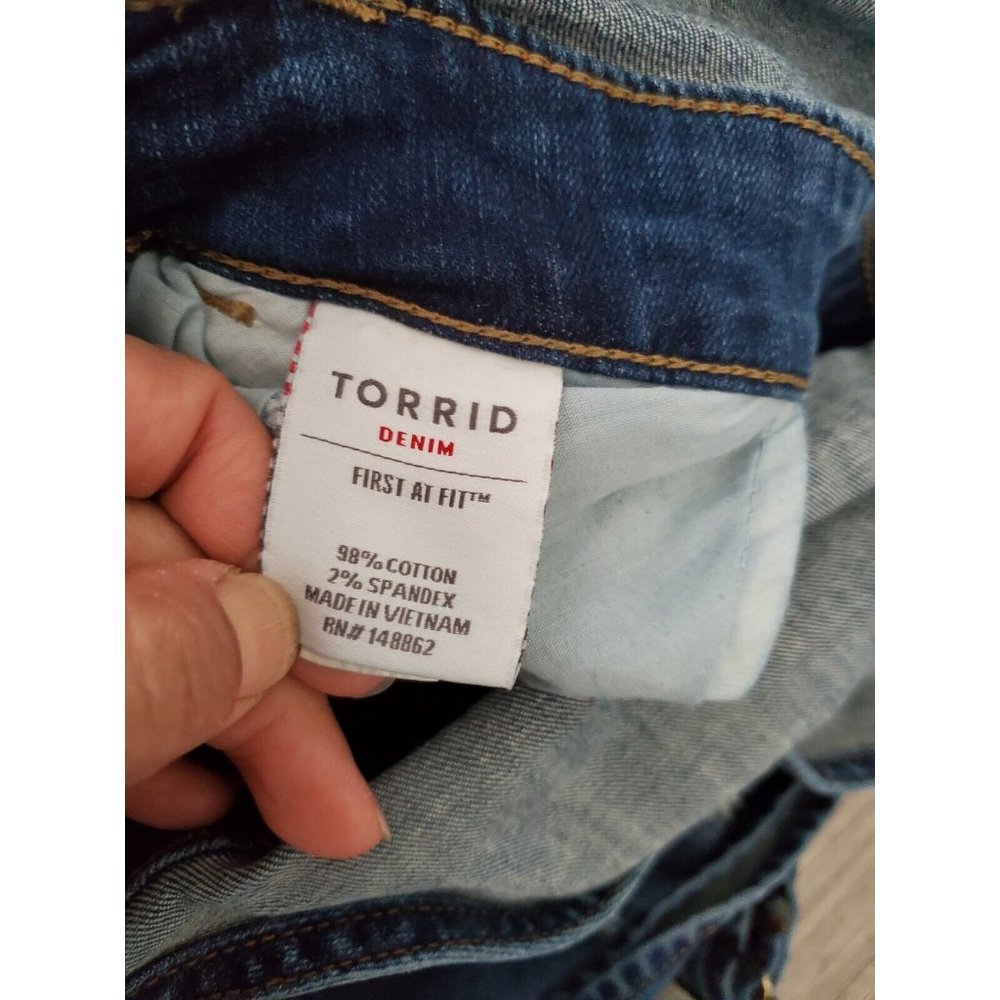 TORRID
DENIM
FIRST AT FIT™
98% COTTON
2% SPANDEX
MADE IN VIETNAM
RN# 148862